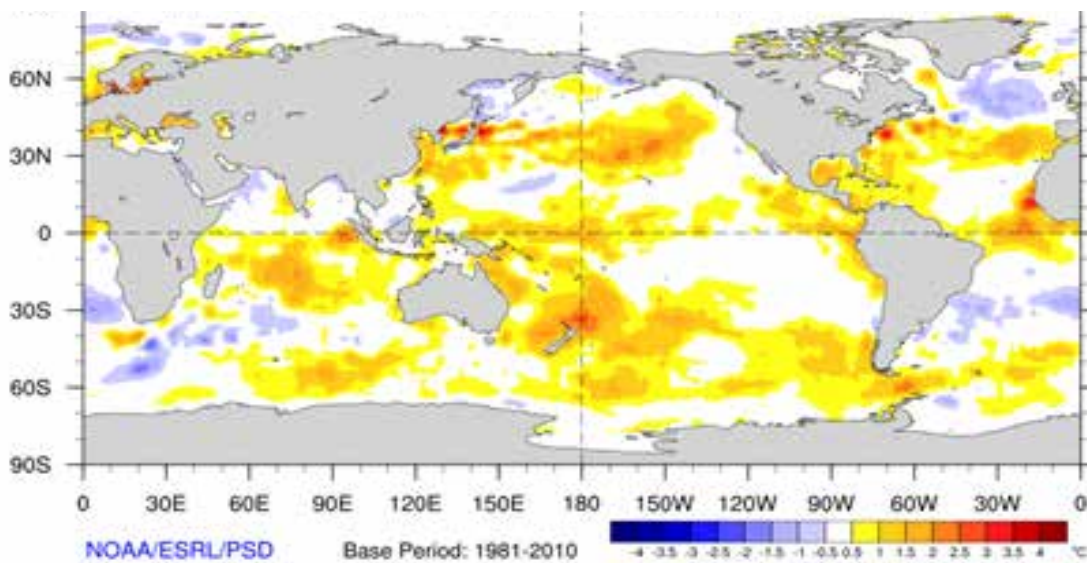 60N
30N
0
30S
60S
90S
0 30E 60E 90E 120E 150E 180 150W 120W 90W 60W 30W 0
NOAA/ESRL/PSD Base Period: 1981-2010
-4 -3.5 -3 -2.5 -2 -1.5 -1 -0.5 0.5 1 1.5 2 2.5 3 3.5 4 °C